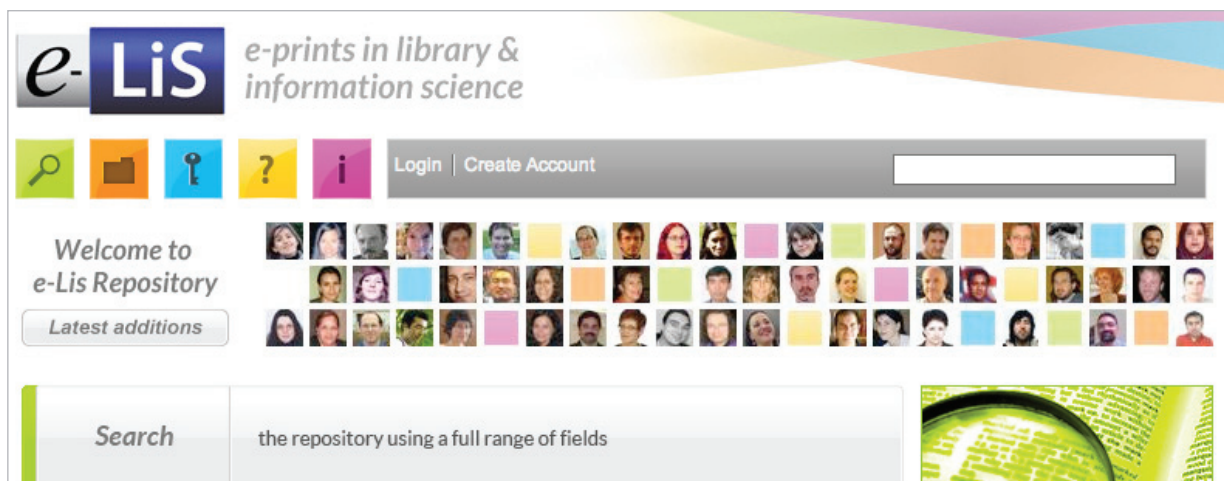 e-LiS
e-prints in library &
information science
? i
Login | Create Account
Welcome to
e-Lis Repository
Latest additions
Search
the repository using a full range of fields